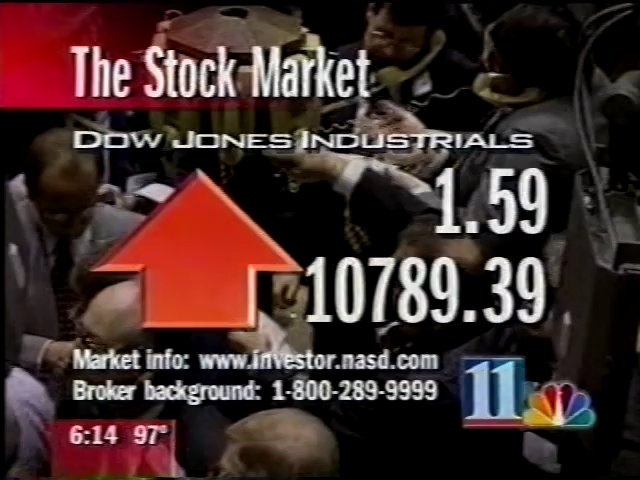 The Stock Market
DOW JONES INDUSTRIALS
1.59
10789.39
Market info: www.investor.nasd.com
Broker background: 1-800-289-9999
11
6:14 97°